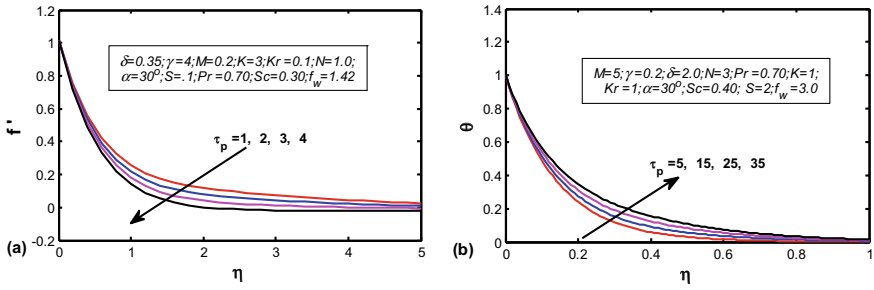 1.2
1
0.8
0.6
0.4
0.2
0
-0.2
f '
δ=0.35;γ=4;M=0.2;K=3;Kr=0.1;N=1.0;
α=30°;S=.1;Pr=0.70;Sc=0.30;f_w=1.42
τ_p =1, 2, 3, 4
0 1 2 3 4 5
(a) η
1.4
1.2
1
0.8
0.6
0.4
0.2
0
θ
M=5;γ=0.2;δ=2.0;N=3;Pr=0.70;K=1;
Kr=1;α=30°;Sc=0.40; S=2;f_w=3.0
τ_p =5, 15, 25, 35
0 0.2 0.4 0.6 0.8 1
(b) η